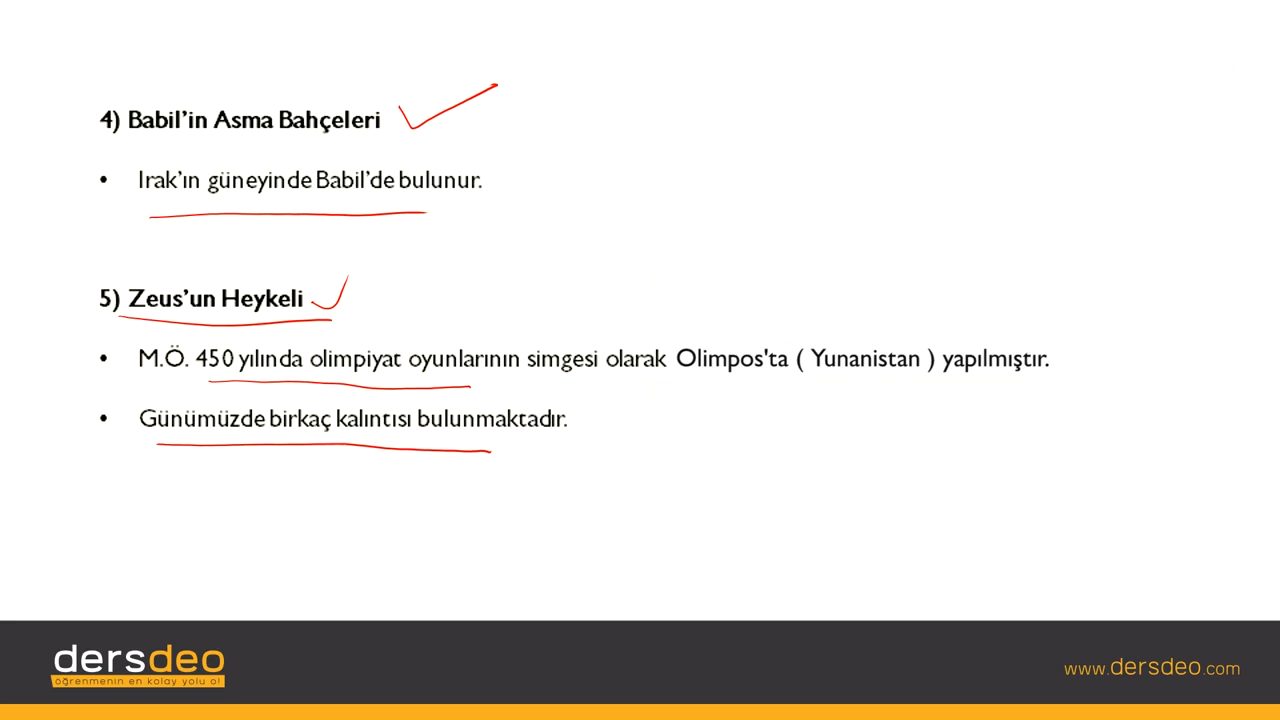 4) Babil’in Asma Bahçeleri
• Irak’ın güneyinde Babil’de bulunur.
5) Zeus’un Heykeli
• M.Ö. 450 yılında olimpiyat oyunlarının simgesi olarak Olimpos'ta ( Yunanistan ) yapılmıştır.
• Günümüzde birkaç kalıntısı bulunmaktadır.
dersdeo
öğrenmenin en kolay yolu o!
www.dersdeo.com